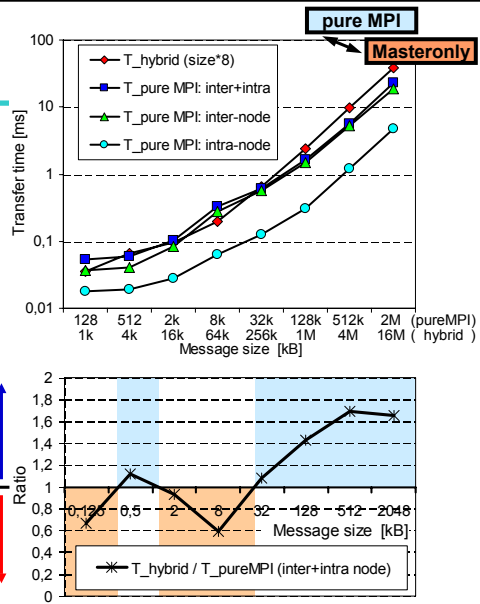 pure MPI
Masteronly
100
10
1
0,1
0,01
Transfer time [ms]
T_hybrid (size*8)
T_pure MPI: inter+intra
T_pure MPI: inter-node
T_pure MPI: intra-node
128 512 2k 8k 32k 128k 512k 2M (pureMPI)
1k 4k 16k 64k 256k 1M 4M 16M ( hybrid)
Message size [kB]
2
1,8
1,6
1,4
1,2
1
0,8
0,6
0,4
0,2
0
Ratio
0,125 0,5 2 8 32 128 512 2048
Message size [kB]
T_hybrid / T_pureMPI (inter+intra node)